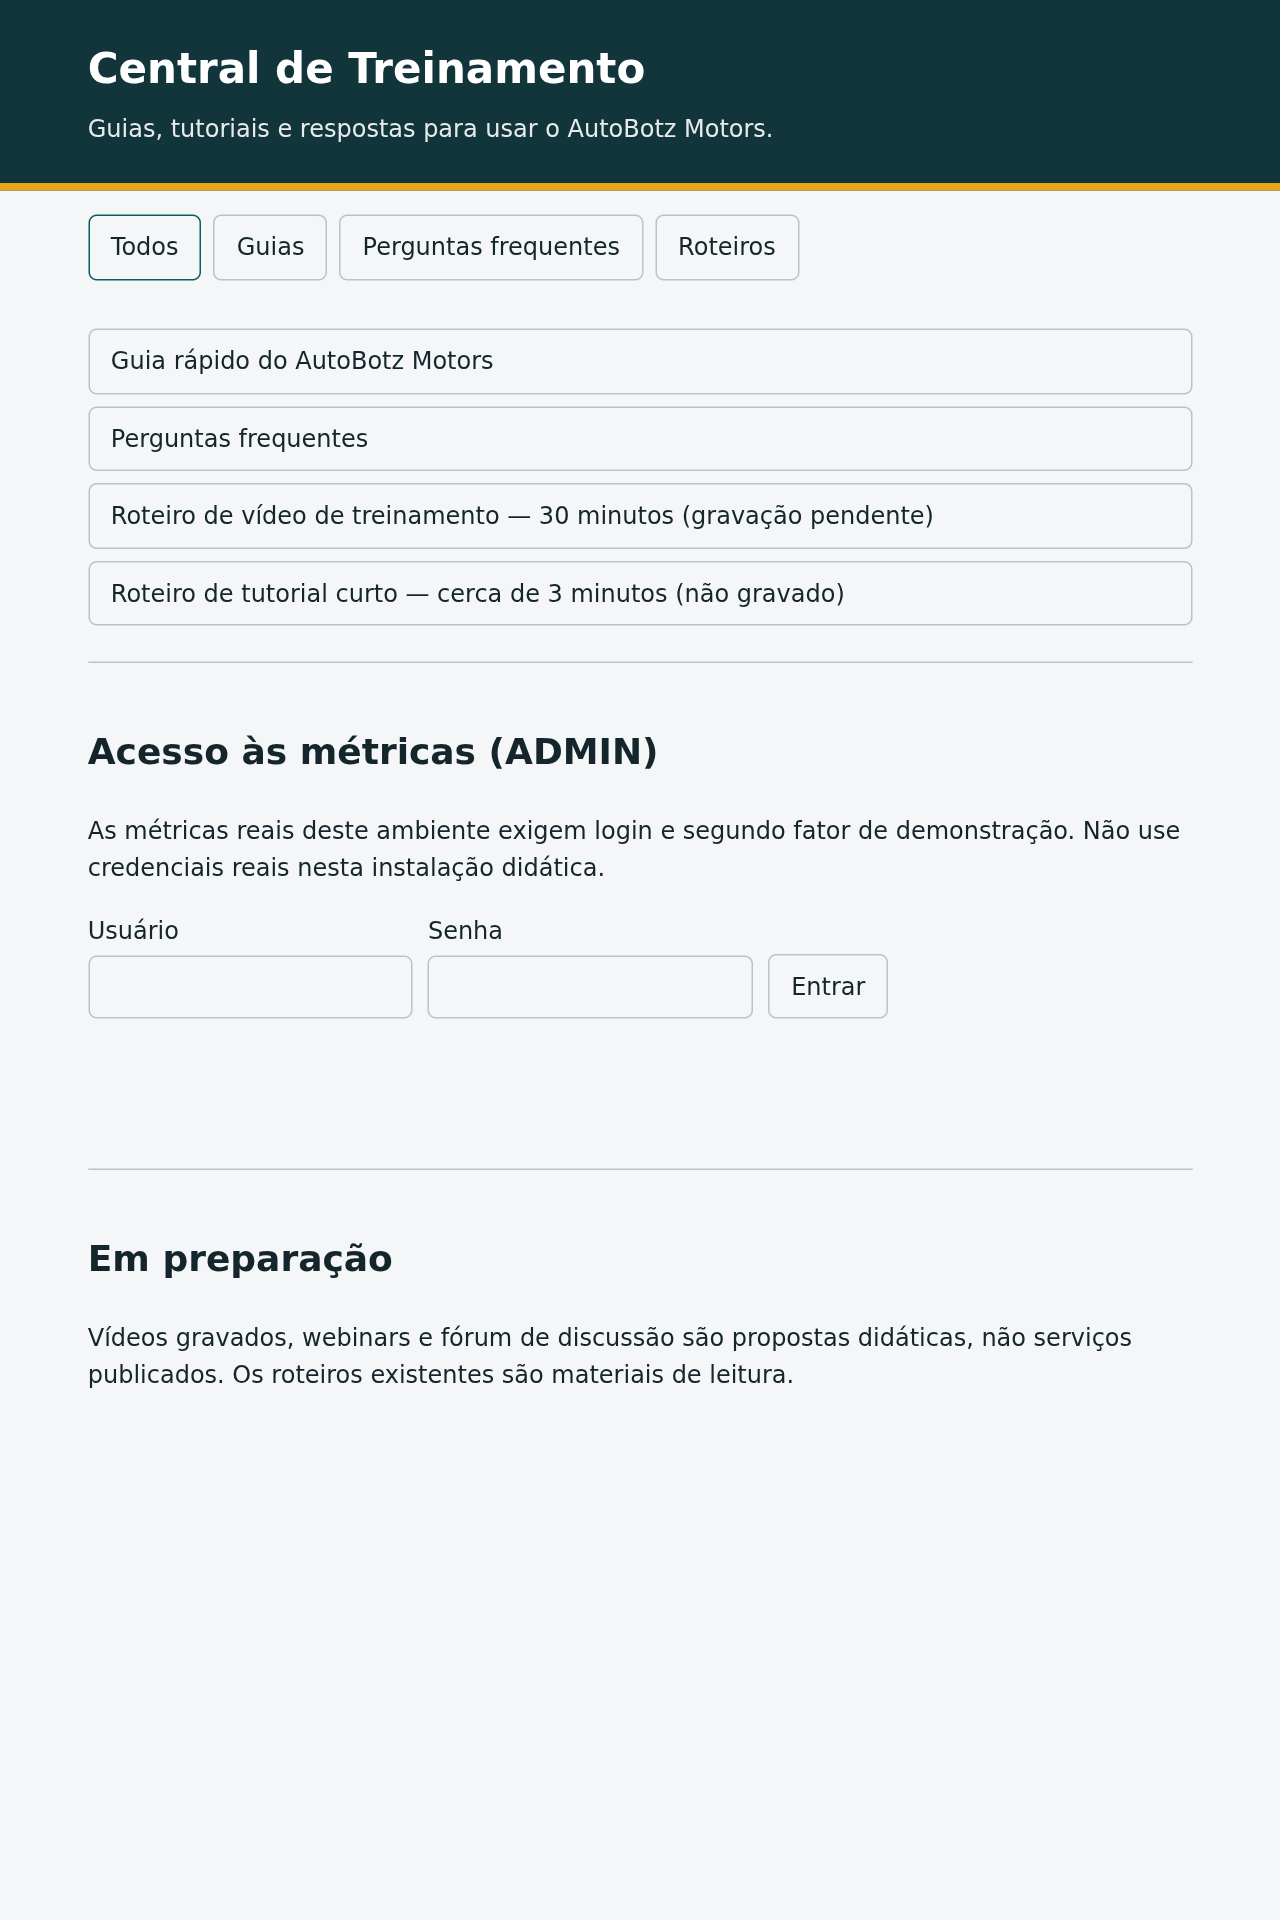 Central de Treinamento
Guias, tutoriais e respostas para usar o AutoBotz Motors.
Todos
Guias
Perguntas frequentes
Roteiros
Guia rápido do AutoBotz Motors
Perguntas frequentes
Roteiro de vídeo de treinamento — 30 minutos (gravação pendente)
Roteiro de tutorial curto — cerca de 3 minutos (não gravado)
Acesso às métricas (ADMIN)
As métricas reais deste ambiente exigem login e segundo fator de demonstração. Não use
credenciais reais nesta instalação didática.
Usuário
Senha
Entrar
Em preparação
Vídeos gravados, webinars e fórum de discussão são propostas didáticas, não serviços
publicados. Os roteiros existentes são materiais de leitura.